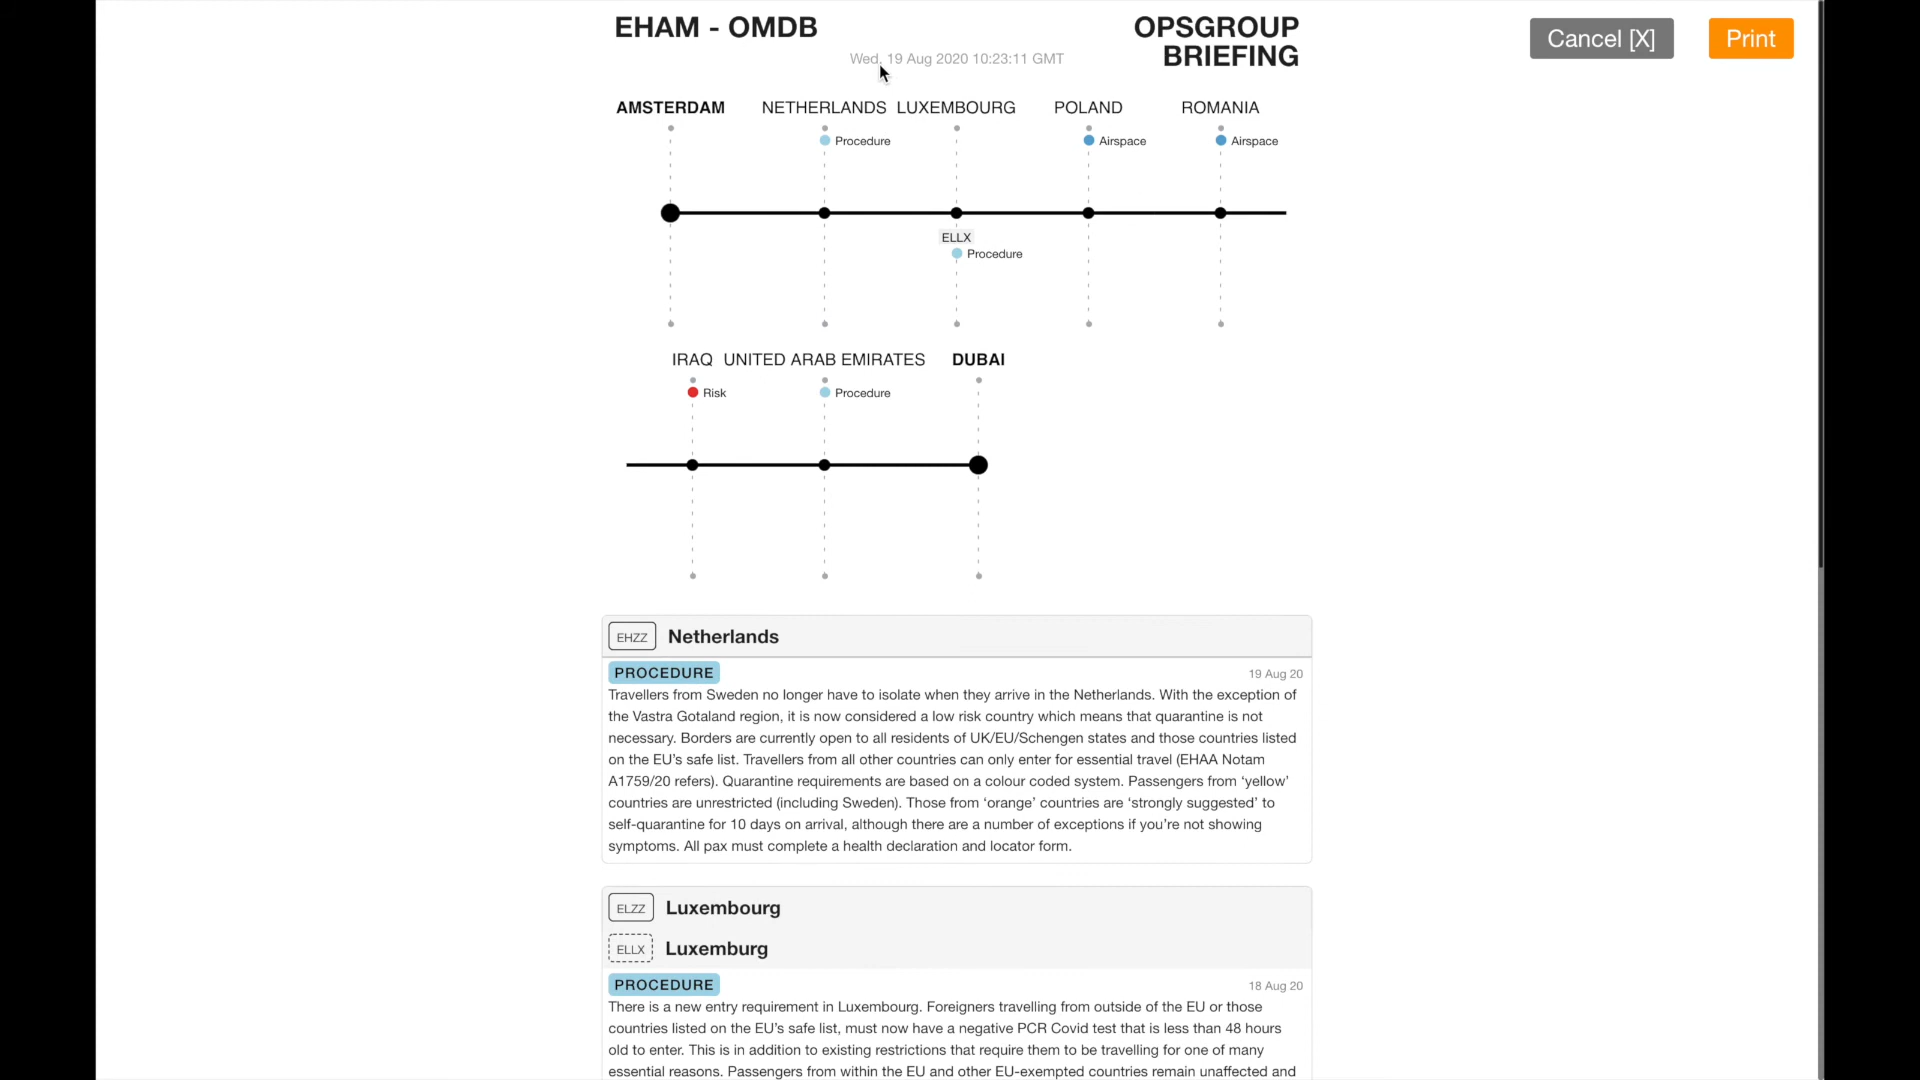 EHAM - OMDB
OPSGROUP
BRIEFING
Wed, 19 Aug 2020 10:23:11 GMT
Cancel [X]
Print
AMSTERDAM
NETHERLANDS
LUXEMBOURG
POLAND
ROMANIA
Procedure
Airspace
Airspace
ELLX
Procedure
IRAQ
UNITED ARAB EMIRATES
DUBAI
Risk
Procedure
EHZZ
Netherlands
PROCEDURE
19 Aug 20
Travellers from Sweden no longer have to isolate when they arrive in the Netherlands. With the exception of
the Vastra Gotaland region, it is now considered a low risk country which means that quarantine is not
necessary. Borders are currently open to all residents of UK/EU/Schengen states and those countries listed
on the EU’s safe list. Travellers from all other countries can only enter for essential travel (EHAA Notam
A1759/20 refers). Quarantine requirements are based on a colour coded system. Passengers from ‘yellow’
countries are unrestricted (including Sweden). Those from ‘orange’ countries are ‘strongly suggested’ to
self-quarantine for 10 days on arrival, although there are a number of exceptions if you’re not showing
symptoms. All pax must complete a health declaration and locator form.
ELZZ
Luxembourg
ELLX
Luxemburg
PROCEDURE
18 Aug 20
There is a new entry requirement in Luxembourg. Foreigners travelling from outside of the EU or those
countries listed on the EU’s safe list, must now have a negative PCR Covid test that is less than 48 hours
old to enter. This is in addition to existing restrictions that require them to be travelling for one of many
essential reasons. Passengers from within the EU and other EU-exempted countries remain unaffected and